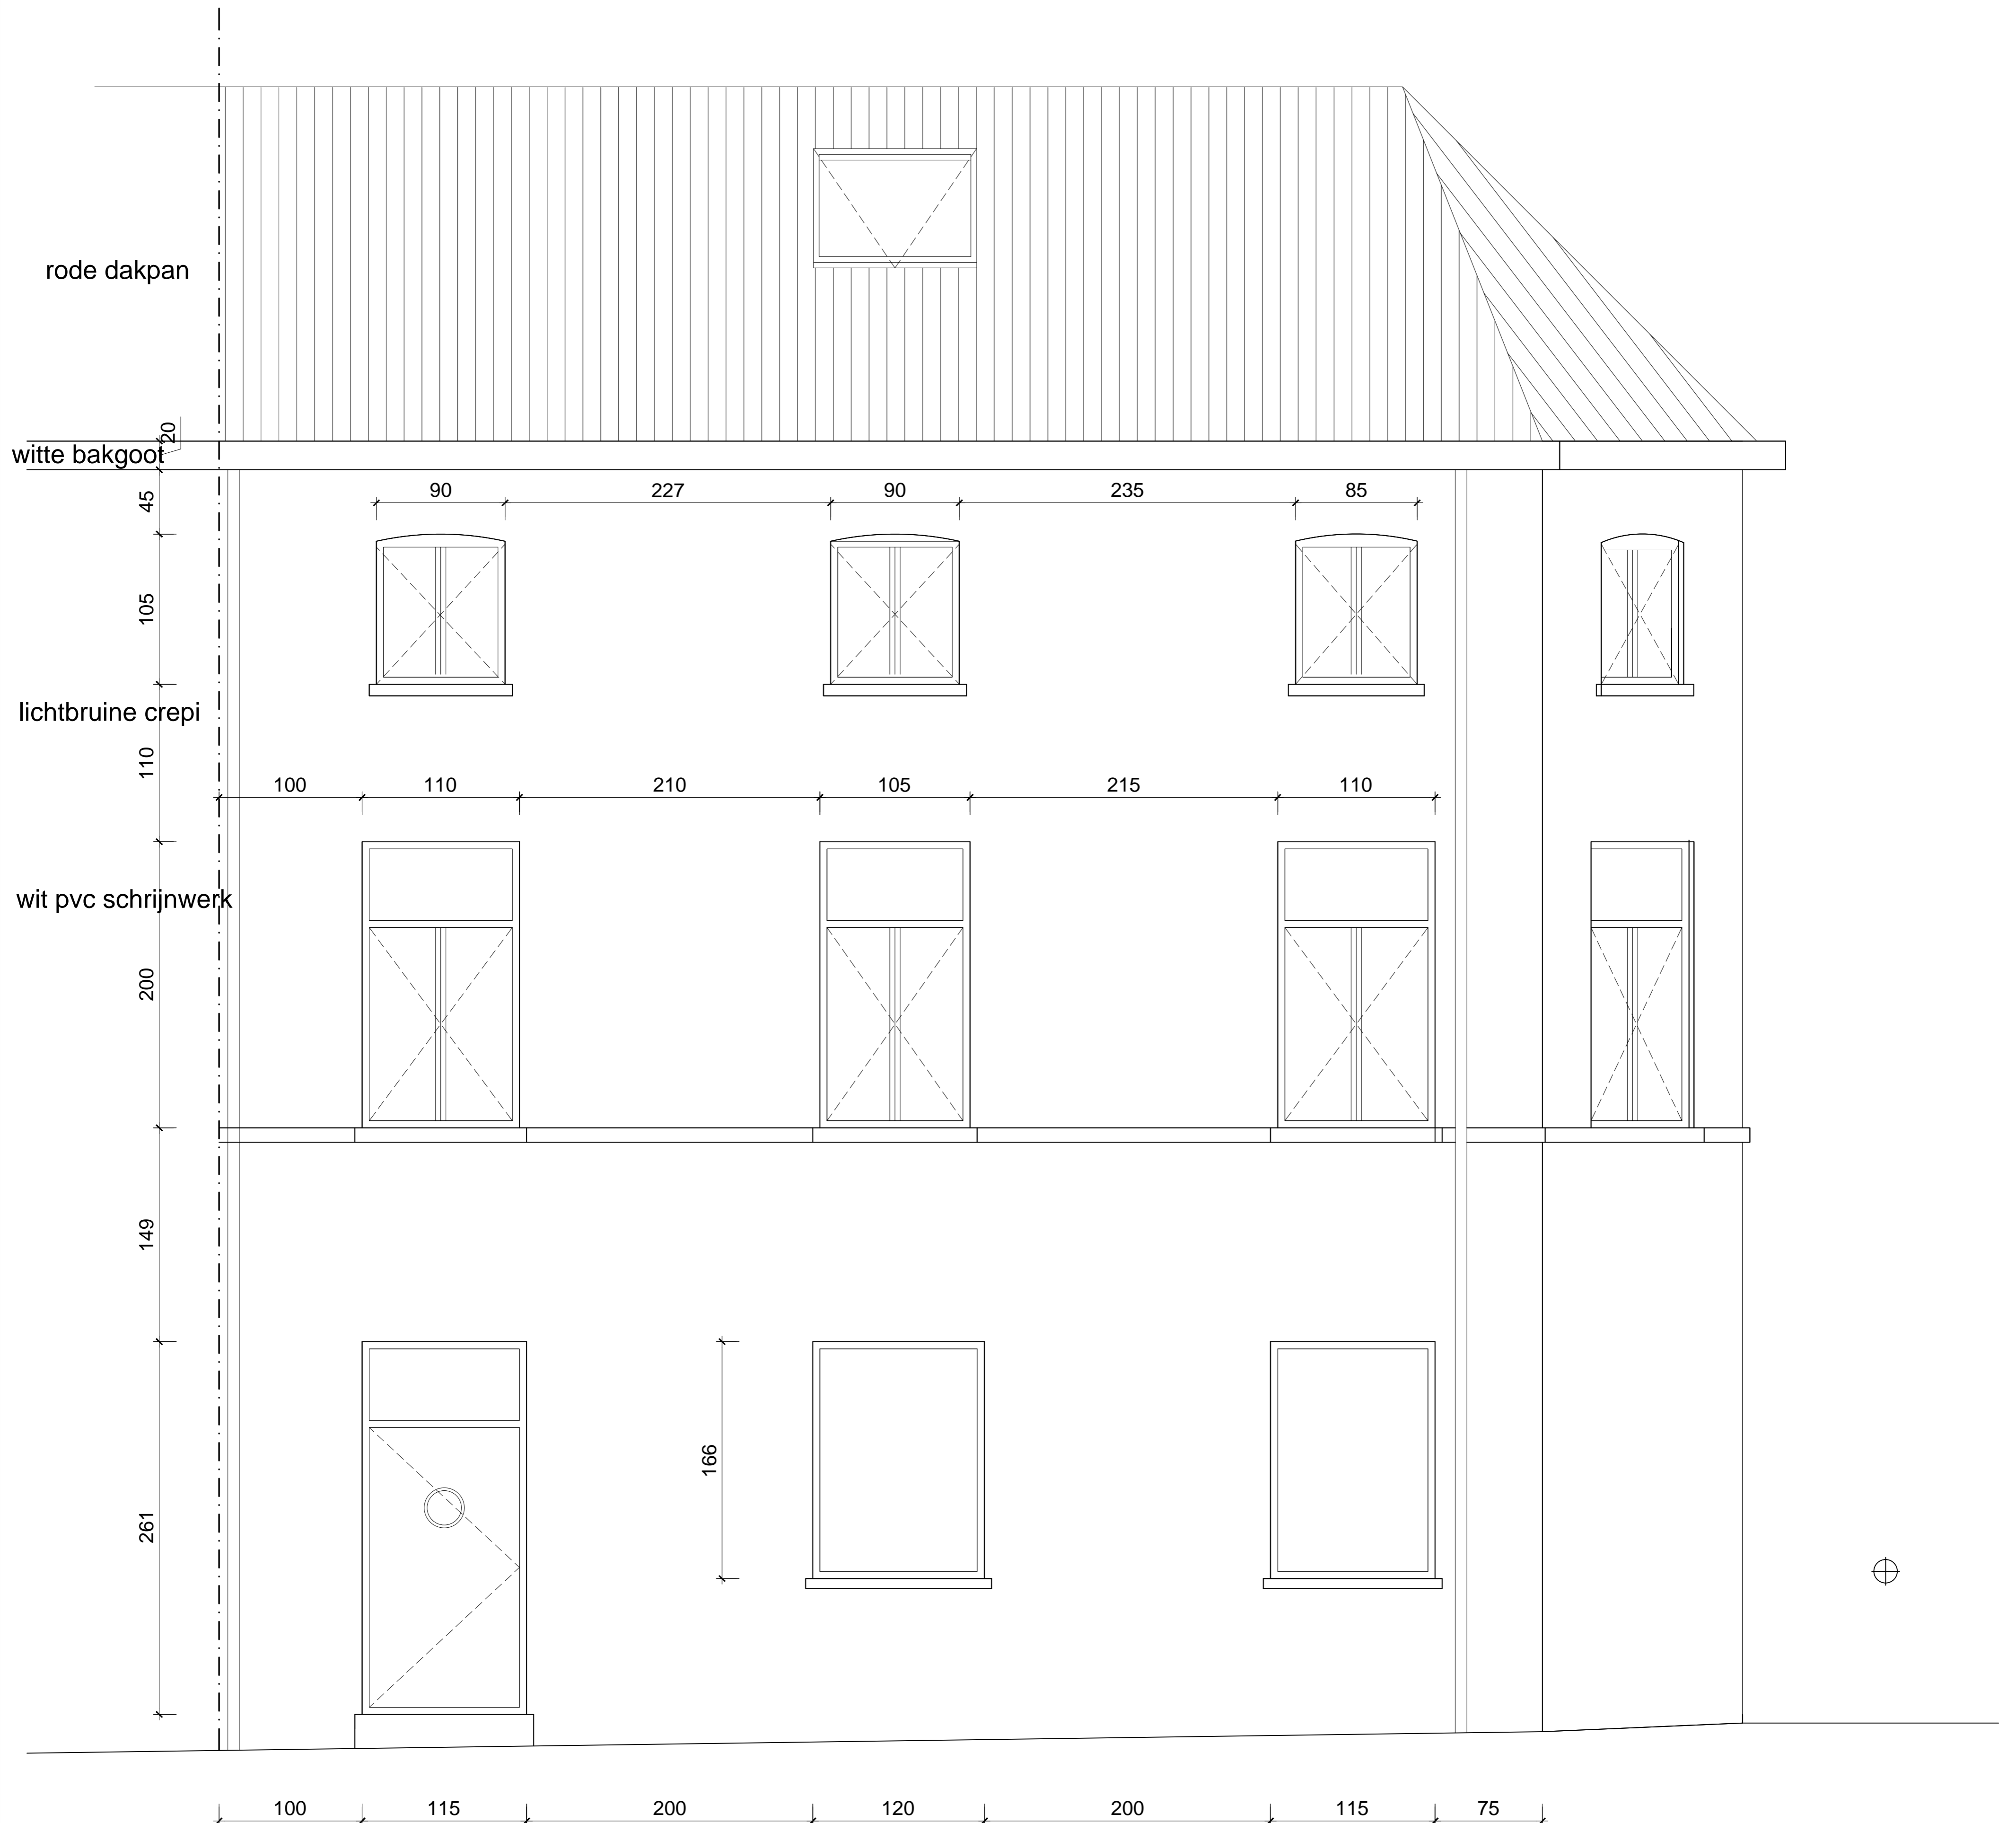 rode dakpan
20
witte bakgoot
45
90 227 90 235 85
105
lichtbruine crepi
110
100 110 210 105 215 110
wit pvc schrijnwerk
200
149
166
261
100 115 200 120 200 115 75